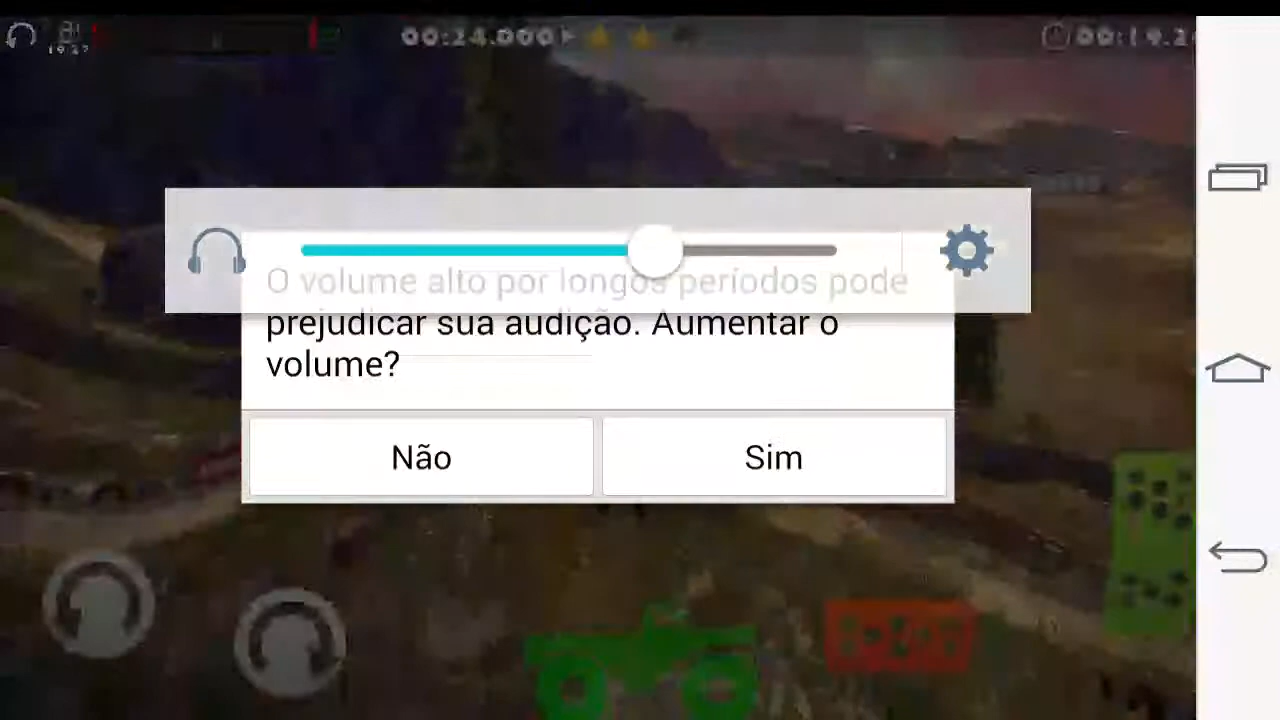 00:24.000
O volume alto por longos períodos pode
prejudicar sua audição. Aumentar o
volume?
Não
Sim